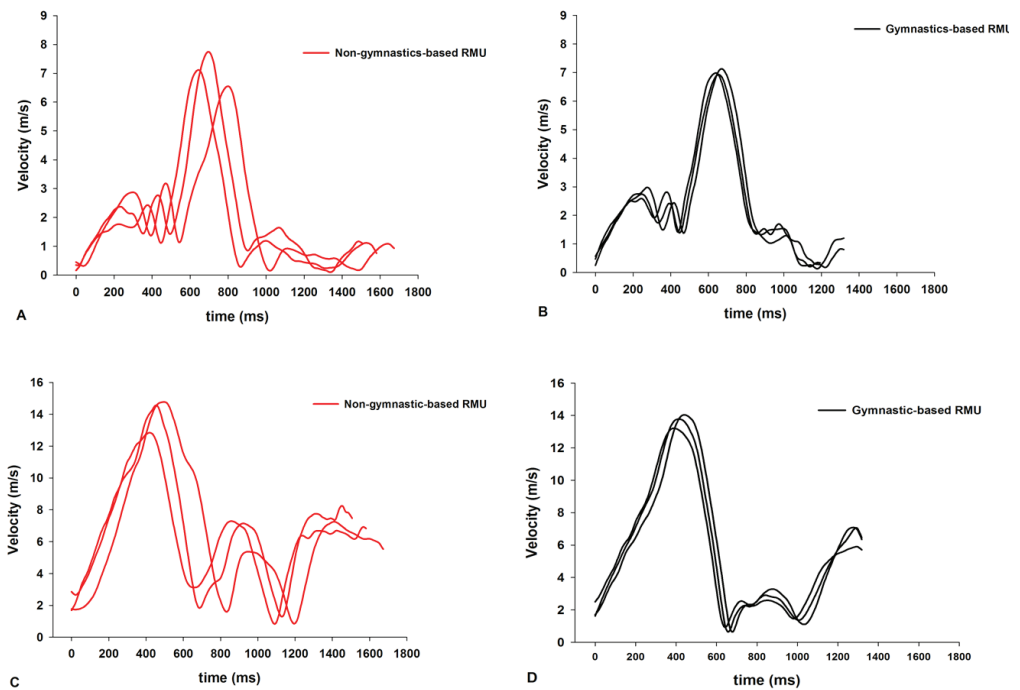 9
8
7
6
5
4
3
2
1
0
Velocity (m/s)
Non-gymnastics-based RMU
0 200 400 600 800 1000 1200 1400 1600 1800
time (ms)
A
9
8
7
6
5
4
3
2
1
0
Velocity (m/s)
Gymnastics-based RMU
0 200 400 600 800 1000 1200 1400 1600 1800
time (ms)
B
16
14
12
10
8
6
4
2
0
Velocity (m/s)
Non-gymnastic-based RMU
0 200 400 600 800 1000 1200 1400 1600 1800
time (ms)
C
16
14
12
10
8
6
4
2
0
Velocity (m/s)
Gymnastic-based RMU
0 200 400 600 800 1000 1200 1400 1600 1800
time (ms)
D